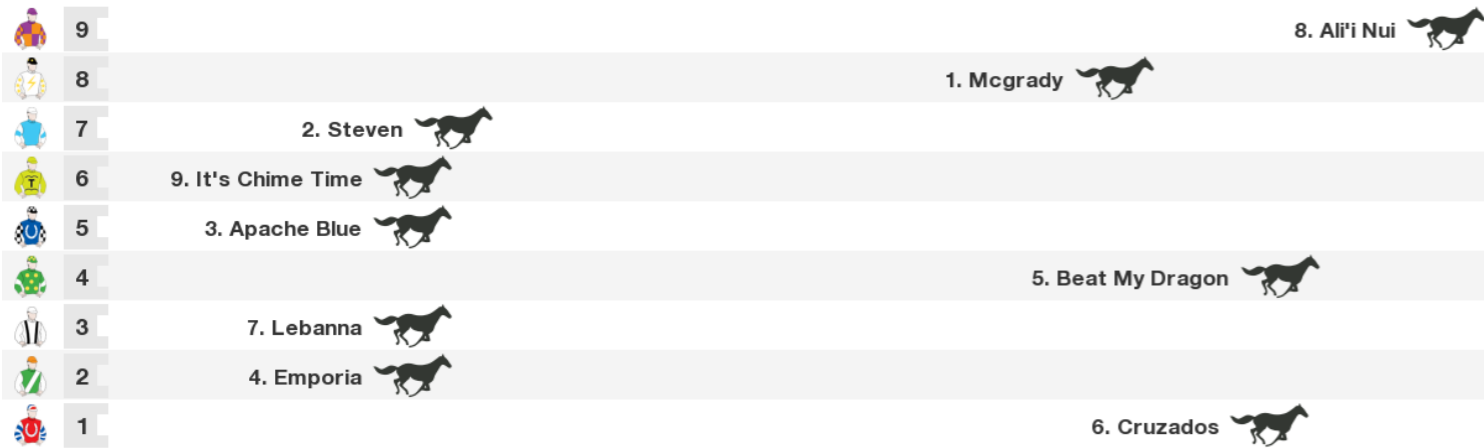 9 8. Ali'i Nui
8 1. Mcgrady
7 2. Steven
6 9. It's Chime Time
T
5 3. Apache Blue
4 5. Beat My Dragon
3 7. Lebanna
2 4. Emporia
1 6. Cruzados